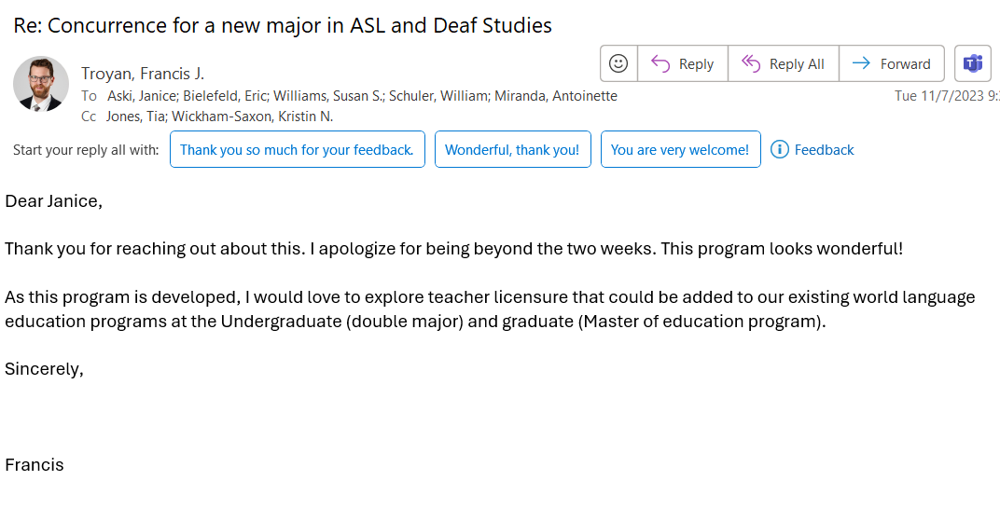 Re: Concurrence for a new major in ASL and Deaf Studies
Troyan, Francis J.
Reply
Reply All
Forward
To Aski, Janice; Bielefeld, Eric; Williams, Susan S.; Schuler, William; Miranda, Antoinette
Tue 11/7/2023 9:
Cc Jones, Tia; Wickham-Saxon, Kristin N.
Start your reply all with: Thank you so much for your feedback. Wonderful, thank you! You are very welcome! Feedback
Dear Janice,
Thank you for reaching out about this. I apologize for being beyond the two weeks. This program looks wonderful!
As this program is developed, I would love to explore teacher licensure that could be added to our existing world language
education programs at the Undergraduate (double major) and graduate (Master of education program).
Sincerely,
Francis